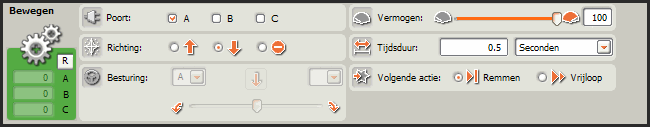 Bewegen
R
0 A
0 B
0 C
Poort: A B C
Richting:
Besturing: A
Vermogen: 100
Tijdsduur: 0.5 Seconden
Volgende actie: Remmen Vrijloop